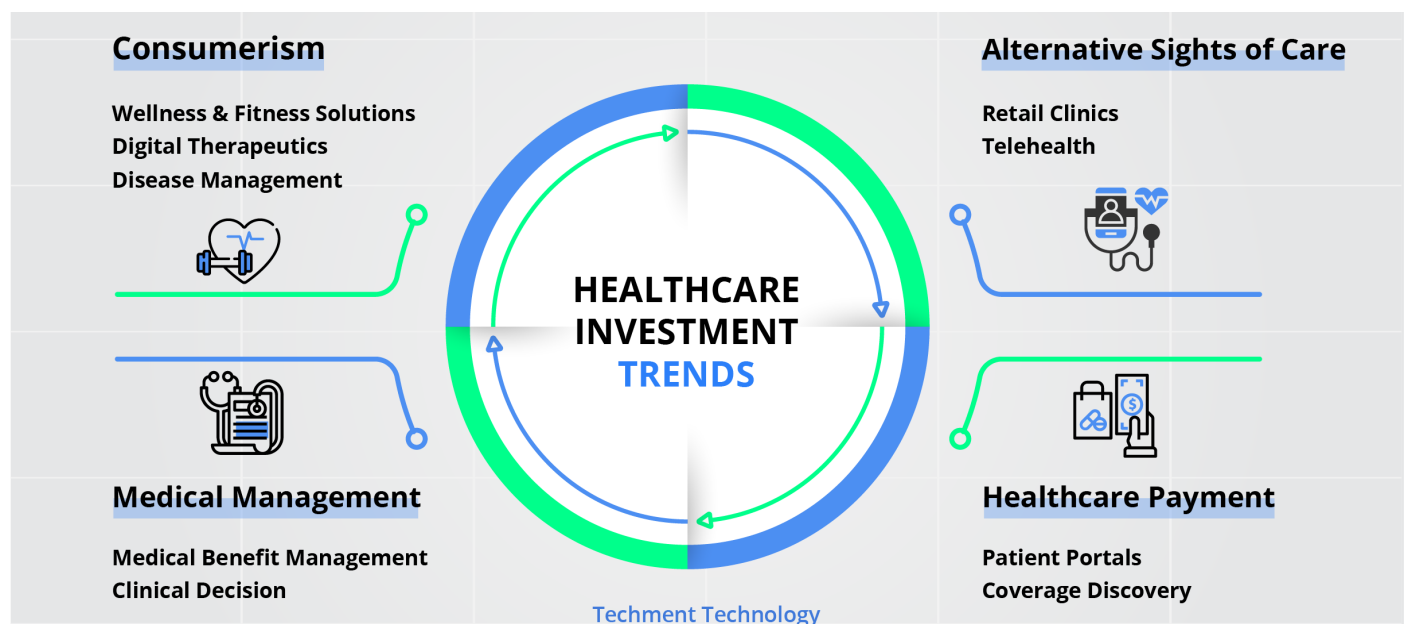 Consumerism
Wellness & Fitness Solutions
Digital Therapeutics
Disease Management
Alternative Sights of Care
Retail Clinics
Telehealth
HEALTHCARE
INVESTMENT
TRENDS
$
Medical Management
Medical Benefit Management
Clinical Decision
Healthcare Payment
Patient Portals
Coverage Discovery
Techment Technology